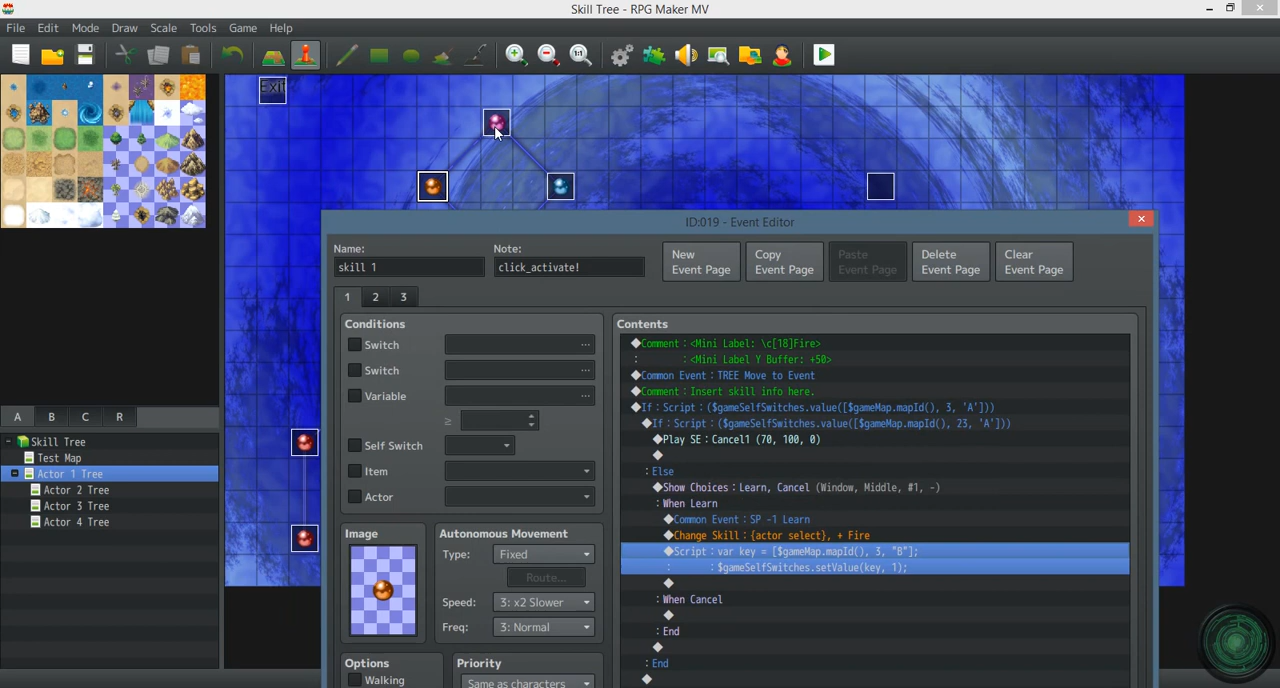 Skill Tree - RPG Maker MV
File Edit Mode Draw Scale Tools Game Help
1:1
Exit
ID:019 - Event Editor
Name:
Note:
skill 1
click_activate!
New
Event Page
Copy
Event Page
Paste
Event Page
Delete
Event Page
Clear
Event Page
1 2 3
Conditions
Switch ...
Switch ...
Variable ...
≥
Self Switch
Item
Actor
Image
Autonomous Movement
Type: Fixed
Route...
Speed: 3: x2 Slower
Freq: 3: Normal
Options
Walking
Priority
Same as characters
Contents
◆Comment:<Mini Label: \c[18]Fire>
: :<Mini Label Y Buffer: +50>
◆Common Event:TREE Move to Event
◆Comment:Insert skill info here.
◆If:Script:($gameSelfSwitches.value([$gameMap.mapId(), 3, 'A']))
◆If:Script:($gameSelfSwitches.value([$gameMap.mapId(), 23, 'A']))
◆Play SE:Cancel1 (70, 100, 0)
◆
:Else
◆Show Choices:Learn, Cancel (Window, Middle, #1, -)
:When Learn
◆Common Event:SP -1 Learn
◆Change Skill:{actor select}, + Fire
◆Script:var key = [$gameMap.mapId(), 3, "B"];
: :$gameSelfSwitches.setValue(key, 1);
◆
:When Cancel
◆
:End
◆
:End
◆
A B C R
Skill Tree
Test Map
Actor 1 Tree
Actor 2 Tree
Actor 3 Tree
Actor 4 Tree